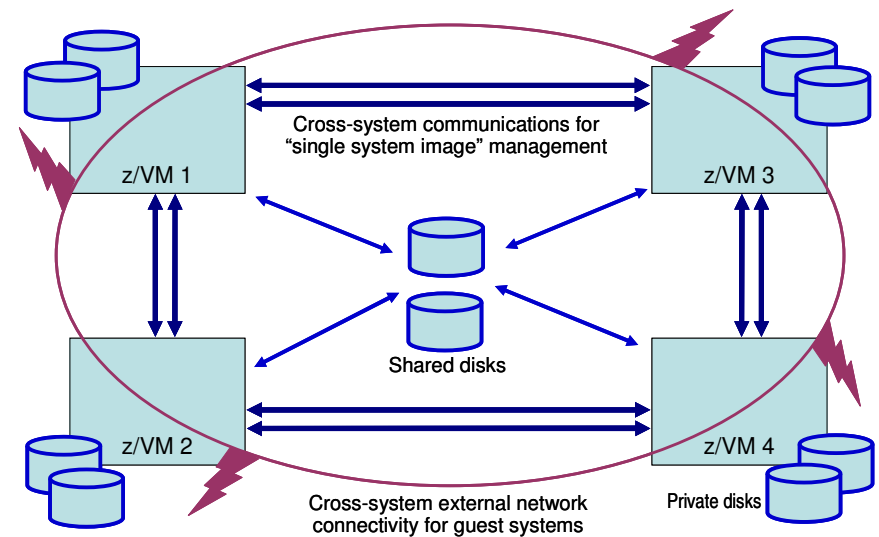 Cross-system communications for
“single system image” management
z/VM 1
z/VM 3
Shared disks
z/VM 2
z/VM 4
Cross-system external network
connectivity for guest systems
Private disks